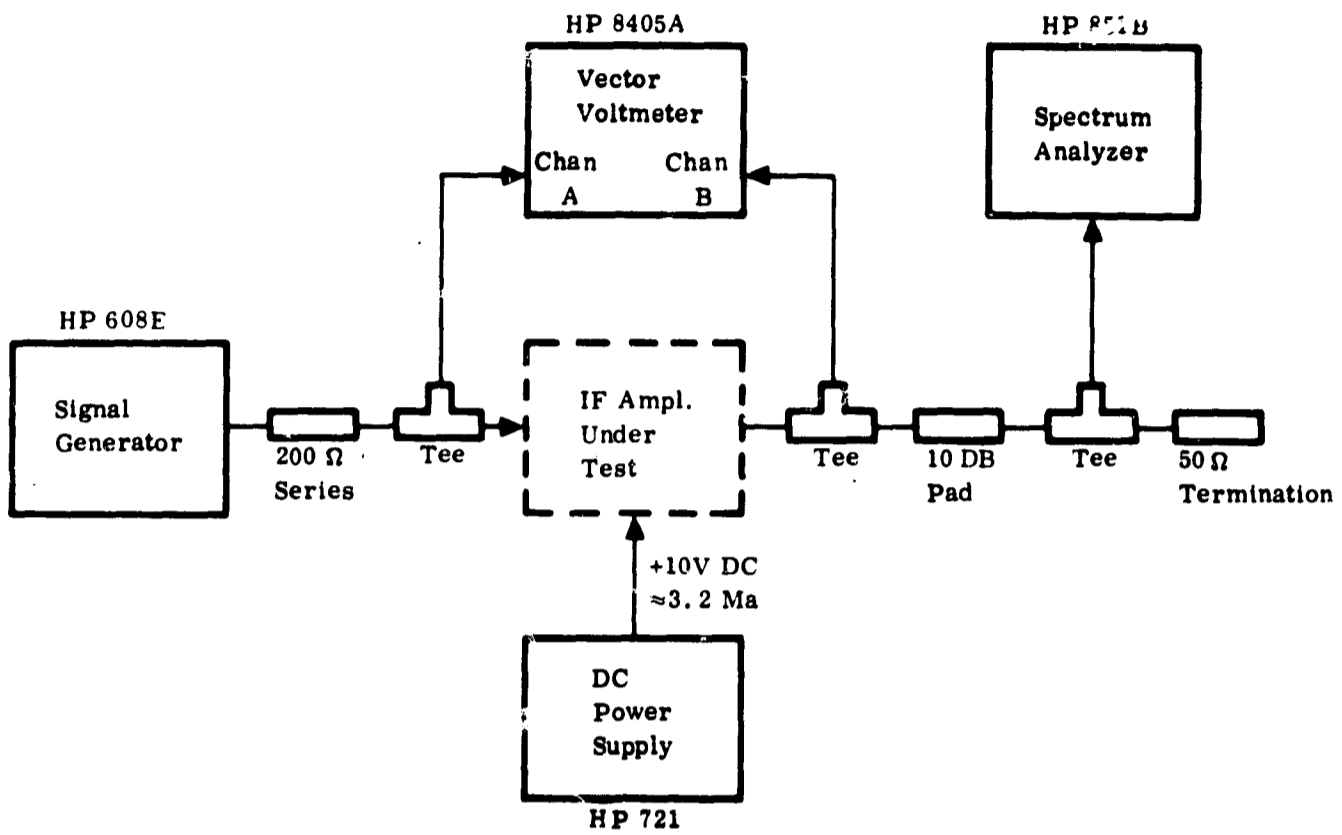 HP 8405A
Vector
Voltmeter
Chan
A
Chan
B
HP
Spectrum
Analyzer
HP 608E
Signal
Generator
200 Ω
Series
Tee
IF Ampl.
Under
Test
Tee
10 DB
Pad
Tee
50 Ω
Termination
+10V DC
≈3.2 Ma
DC
Power
Supply
HP 721